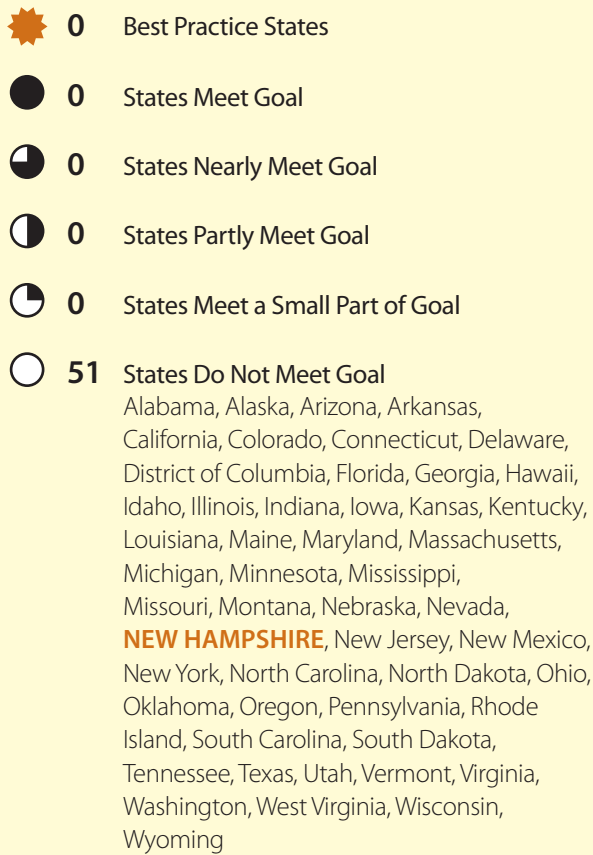 0 Best Practice States
0 States Meet Goal
0 States Nearly Meet Goal
0 States Partly Meet Goal
0 States Meet a Small Part of Goal
51 States Do Not Meet Goal
Alabama, Alaska, Arizona, Arkansas,
California, Colorado, Connecticut, Delaware,
District of Columbia, Florida, Georgia, Hawaii,
Idaho, Illinois, Indiana, Iowa, Kansas, Kentucky,
Louisiana, Maine, Maryland, Massachusetts,
Michigan, Minnesota, Mississippi,
Missouri, Montana, Nebraska, Nevada,
NEW HAMPSHIRE, New Jersey, New Mexico,
New York, North Carolina, North Dakota, Ohio,
Oklahoma, Oregon, Pennsylvania, Rhode
Island, South Carolina, South Dakota,
Tennessee, Texas, Utah, Vermont, Virginia,
Washington, West Virginia, Wisconsin,
Wyoming